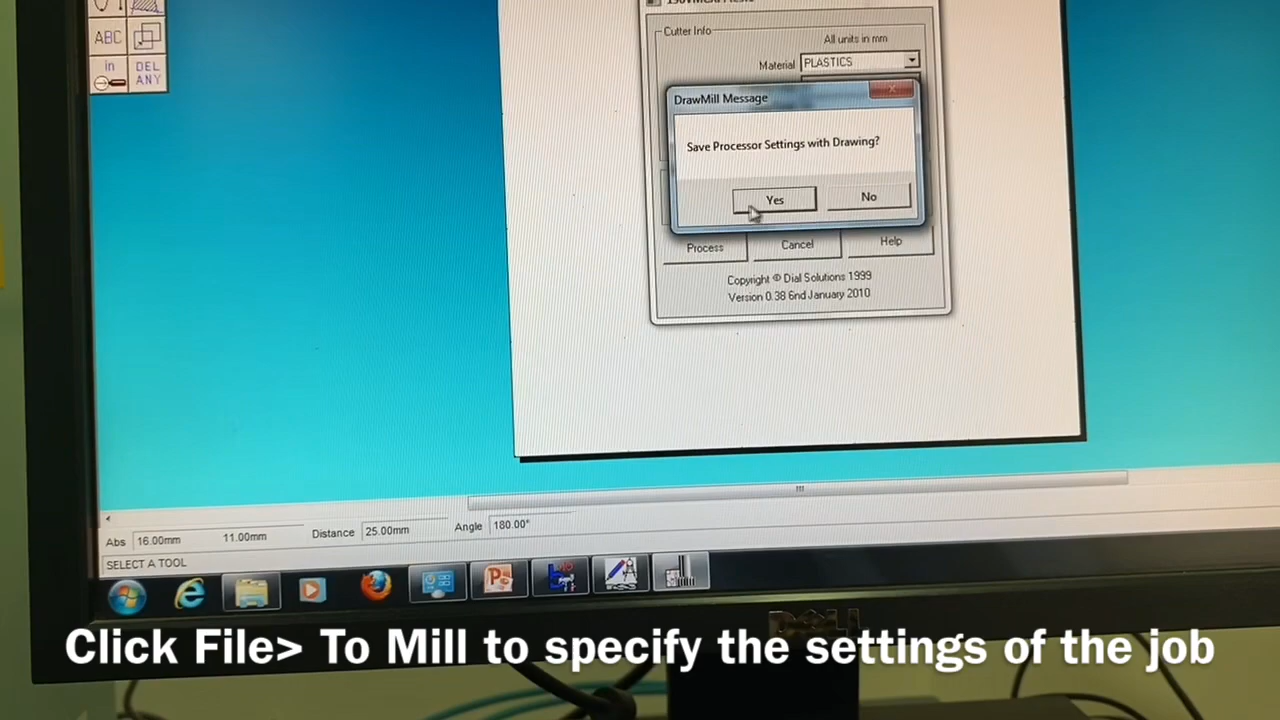 Cutter Info
All units in mm
Material PLASTICS
DrawMill Message
Save Processor Settings with Drawing?
Yes No
Process Cancel Help
Copyright © Dial Solutions 1999
Version 0.38 6nd January 2010
ABC
in DEL
ANY
Abs 16.00mm 11.00mm Distance 25.00mm Angle 180.00°
SELECT A TOOL
DELL
Click File> To Mill to specify the settings of the job